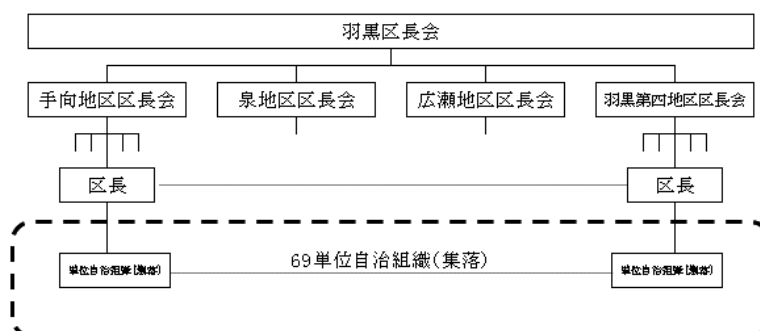 羽黒区長会
手向地区区長会
泉地区区長会
広瀬地区区長会
羽黒第四地区区長会
区長
区長
69単位自治組織(集落)
単位自治組織(集落)
単位自治組織(集落)